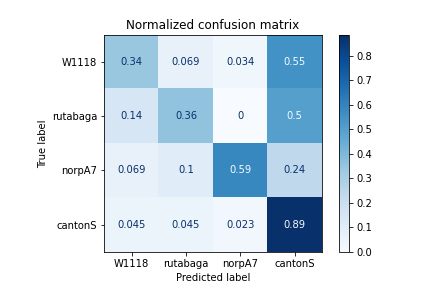 Normalized confusion matrix
True label
W1118 0.34 0.069 0.034 0.55
rutabaga 0.14 0.36 0 0.5
norpA7 0.069 0.1 0.59 0.24
cantonS 0.045 0.045 0.023 0.89
W1118 rutabaga norpA7 cantonS
Predicted label
0.8
0.7
0.6
0.5
0.4
0.3
0.2
0.1
0.0